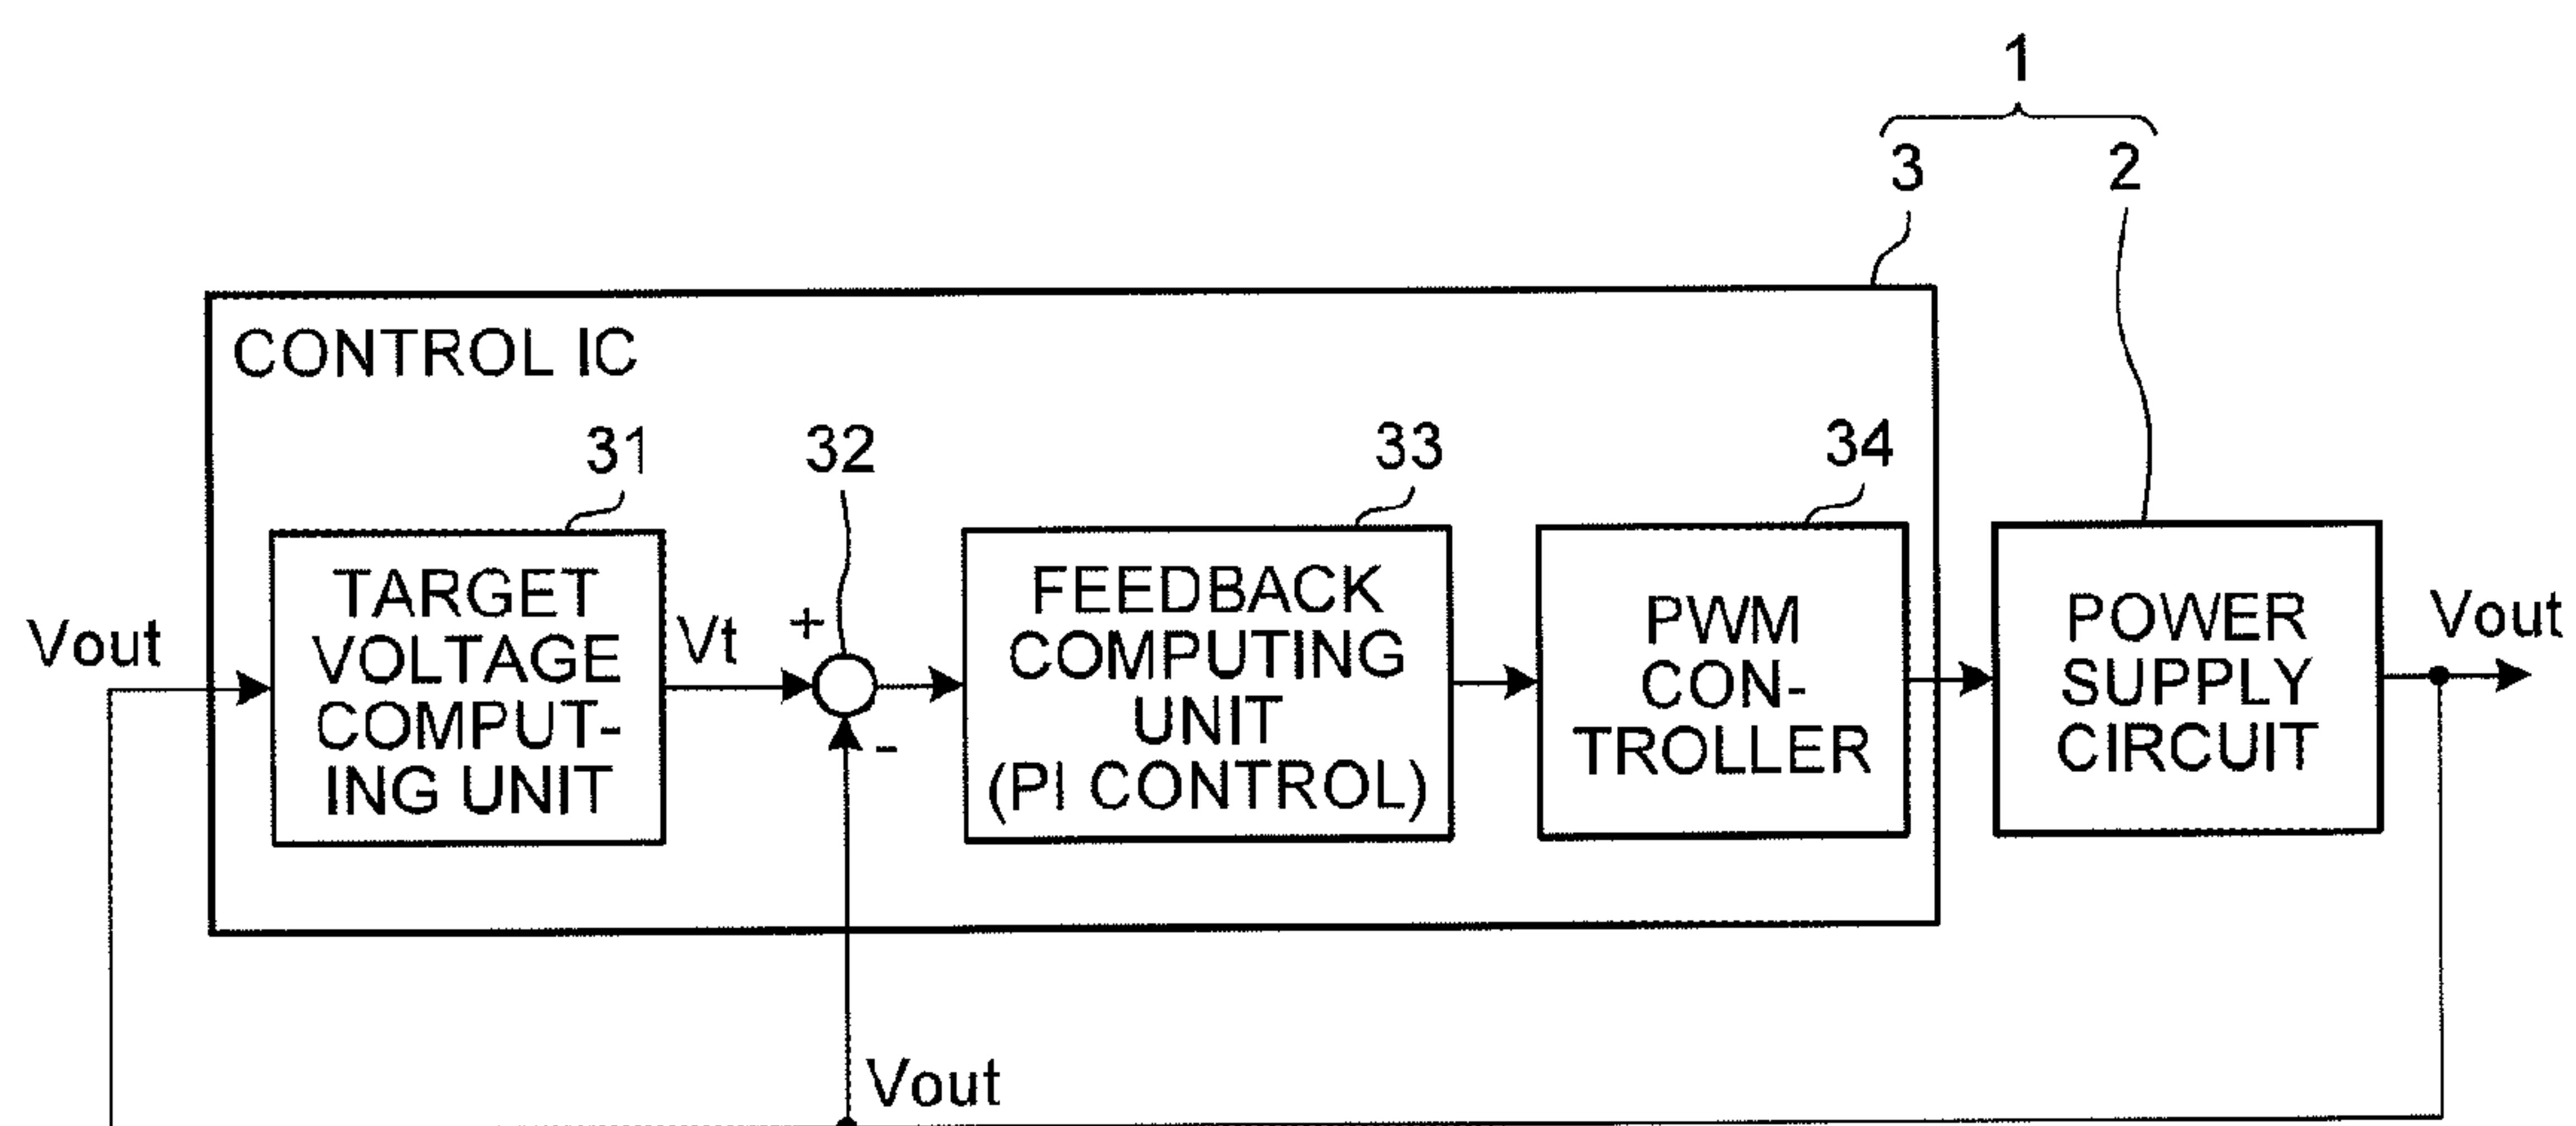 1
3 2
CONTROL IC
31
32
33
34
Vout
TARGET
VOLTAGE
COMPUT-
ING UNIT
Vt
+
-
FEEDBACK
COMPUTING
UNIT
(PI CONTROL)
PWM
CON-
TROLLER
POWER
SUPPLY
CIRCUIT
Vout
Vout